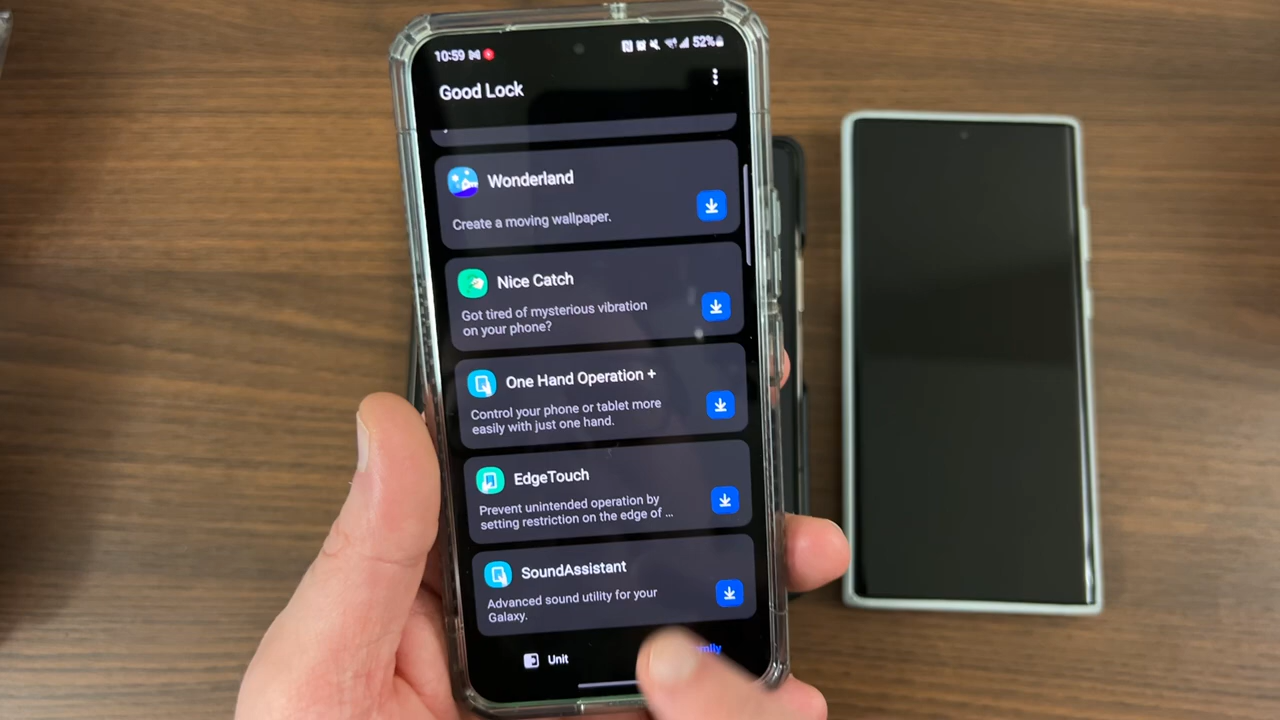 10:59
52%
Good Lock
Wonderland
Create a moving wallpaper.
Nice Catch
Got tired of mysterious vibration
on your phone?
One Hand Operation +
Control your phone or tablet more
easily with just one hand.
EdgeTouch
Prevent unintended operation by
setting restriction on the edge of ...
SoundAssistant
Advanced sound utility for your
Galaxy.
Unit